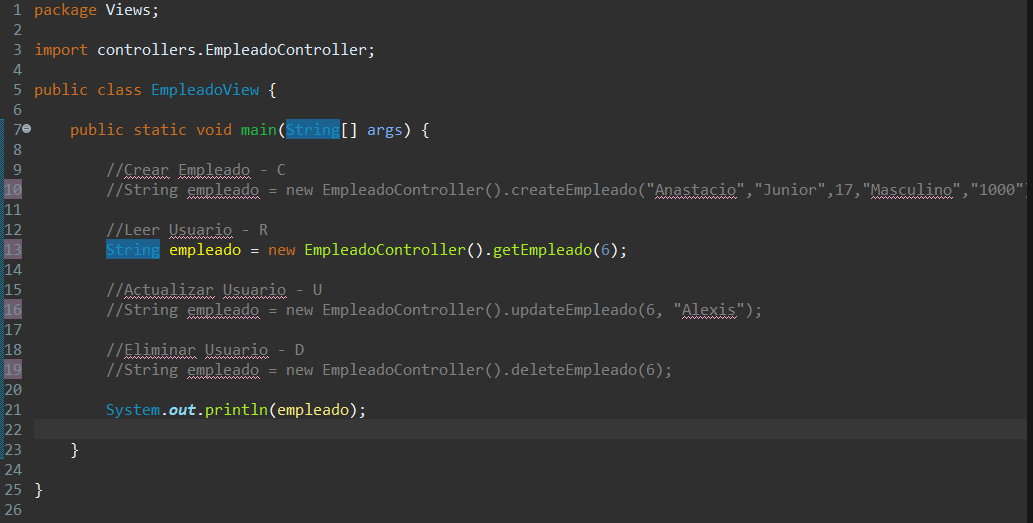 1 package Views;
2
3 import controllers.EmpleadoController;
4
5 public class EmpleadoView {
6
7 public static void main(String[] args) {
8
9 //Crear Empleado - C
10 //String empleado = new EmpleadoController().createEmpleado("Anastacio","Junior",17,"Masculino","1000"
11
12 //Leer Usuario - R
13 String empleado = new EmpleadoController().getEmpleado(6);
14
15 //Actualizar Usuario - U
16 //String empleado = new EmpleadoController().updateEmpleado(6, "Alexis");
17
18 //Eliminar Usuario - D
19 //String empleado = new EmpleadoController().deleteEmpleado(6);
20
21 System.out.println(empleado);
22
23 }
24
25 }
26